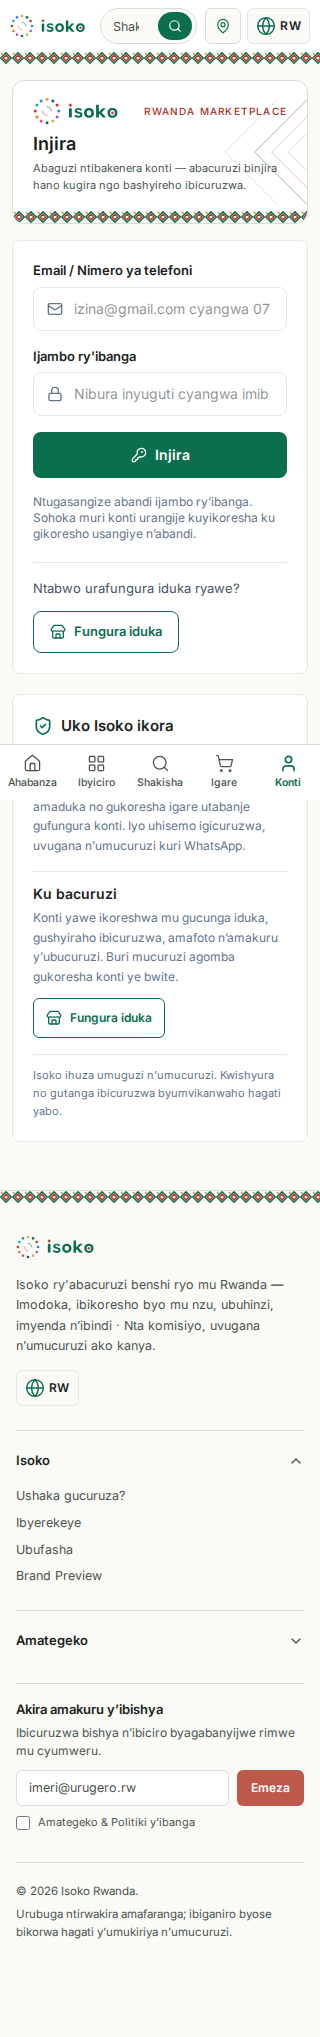 isoko
Shak
RW
isoko RWANDA MARKETPLACE
Injira
Abaguzi ntibakenera konti — abacuruzi binjira
hano kugira ngo bashyireho ibicuruzwa.
Email / Nimero ya telefoni
izina@gmail.com cyangwa 07
Ijambo ry'ibanga
Nibura inyuguti cyangwa imiba
Injira
Ntugasangize abandi ijambo ry’ibanga.
Sohoka muri konti urangije kuyikoresha ku
gikoresho usangiye n’abandi.
Ntabwo urafungura iduka ryawe?
Fungura iduka
Uko Isoko ikora
Ahabanza
Ibyiciro
Shakisha
Igare
Konti
amaduka no gukoresha igare utabanje
gufungura konti. Iyo uhisemo igicuruzwa,
uvugana n’umucuruzi kuri WhatsApp.
Ku bacuruzi
Konti yawe ikoreshwa mu gucunga iduka,
gushyiraho ibicuruzwa, amafoto n’amakuru
y’ubucuruzi. Buri mucuruzi agomba
gukoresha konti ye bwite.
Fungura iduka
Isoko ihuza umuguzi n’umucuruzi. Kwishyura
no gutanga ibicuruzwa byumvikanwaho hagati
yabo.
isoko
Isoko ry'abacuruzi benshi ryo mu Rwanda —
Imodoka, ibikoresho byo mu nzu, ubuhinzi,
imyenda n’ibindi · Nta komisiyo, uvugana
n’umucuruzi ako kanya.
RW
Isoko
Ushaka gucuruza?
Ibyerekeye
Ubufasha
Brand Preview
Amategeko
Akira amakuru y’ibishya
Ibicuruzwa bishya n’ibiciro byagabanyijwe rimwe
mu cyumweru.
imeri@urugero.rw
Emeza
Amategeko & Politiki y'ibanga
© 2026 Isoko Rwanda.
Urubuga ntirwakira amafaranga; ibiganiro byose
bikorwa hagati y’umukiriya n’umucuruzi.